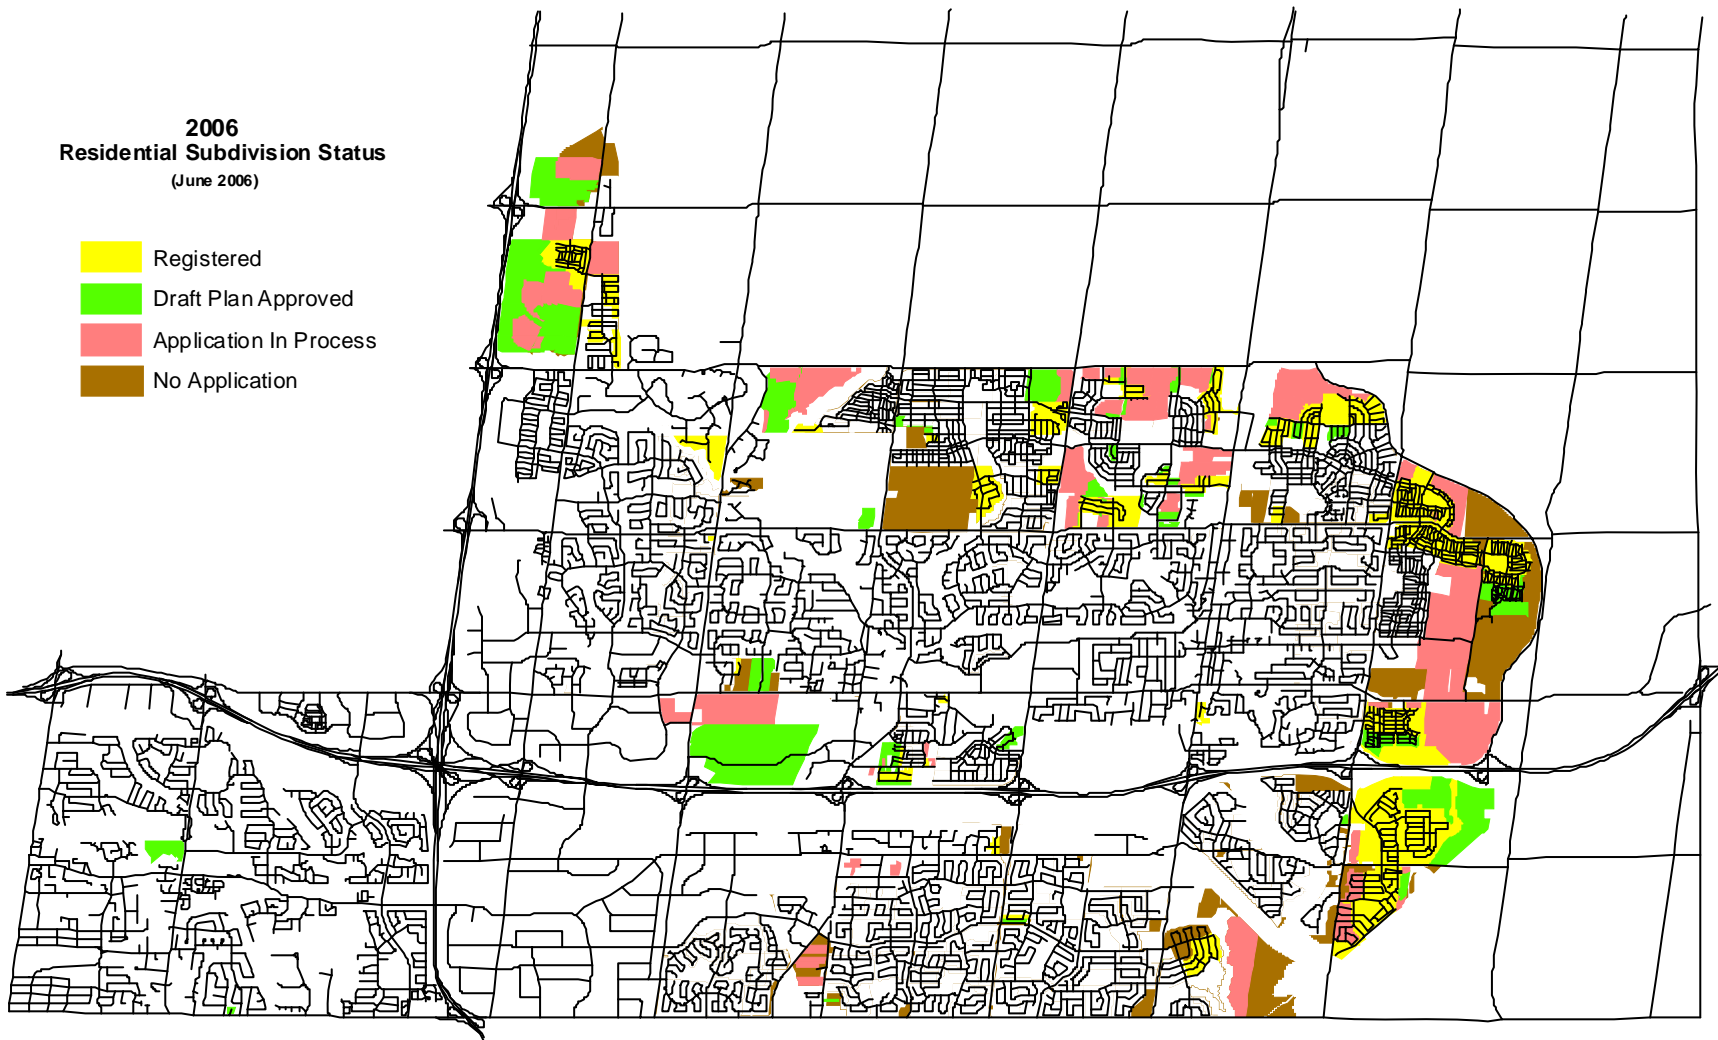 2006
Residential Subdivision Status
(June 2006)
Registered
Draft Plan Approved
Application In Process
No Application